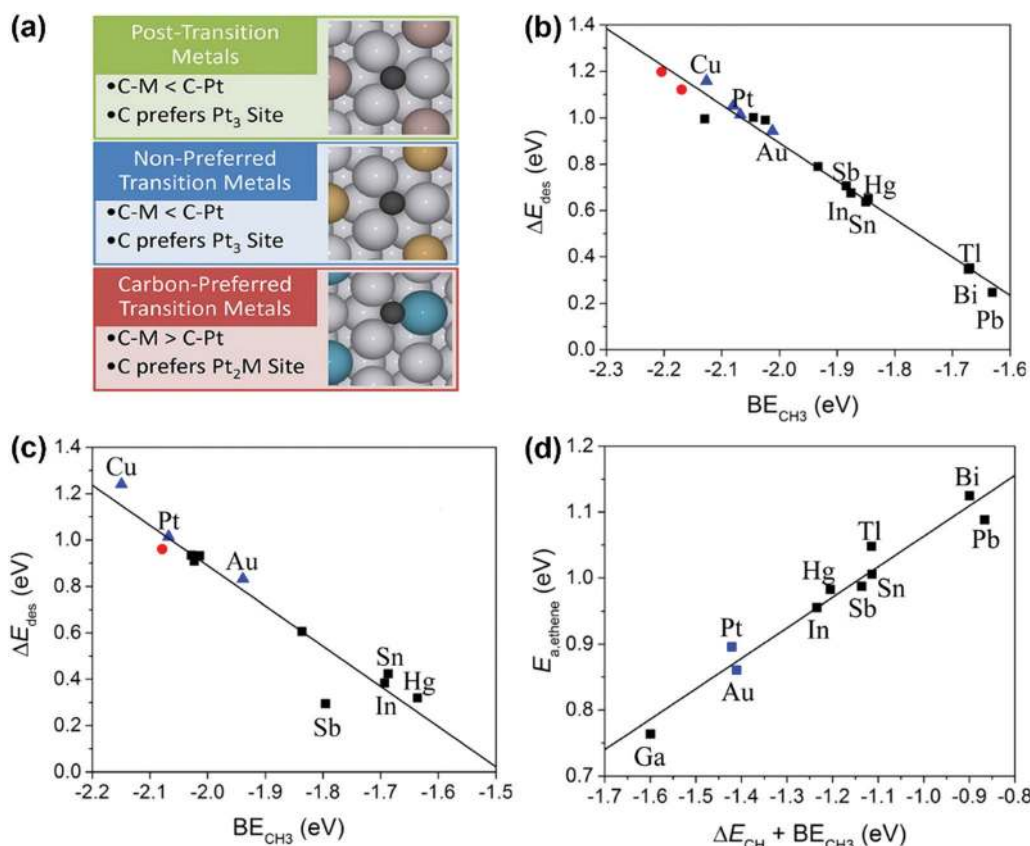 (a)
Post-Transition
Metals
•C-M < C-Pt
•C prefers Pt3 Site
Non-Preferred
Transition Metals
•C-M < C-Pt
•C prefers Pt3 Site
Carbon-Preferred
Transition Metals
•C-M > C-Pt
•C prefers Pt2M Site
(b)
1.4
1.2
1.0
0.8
0.6
0.4
0.2
0.0
ΔEdes (eV)
Cu
Pt
Au
Sb
Hg
In
Sn
Tl
Bi
Pb
-2.3 -2.2 -2.1 -2.0 -1.9 -1.8 -1.7 -1.6
BECH3 (eV)
(c)
1.4
1.2
1.0
0.8
0.6
0.4
0.2
0.0
ΔEdes (eV)
Cu
Pt
Au
Sn
Hg
In
Sb
-2.2 -2.1 -2.0 -1.9 -1.8 -1.7 -1.6 -1.5
BECH3 (eV)
(d)
1.2
1.1
1.0
0.9
0.8
0.7
Ea,ethene (eV)
Bi
Pb
Tl
Hg
Sn
Sb
In
Pt
Au
Ga
-1.7 -1.6 -1.5 -1.4 -1.3 -1.2 -1.1 -1.0 -0.9 -0.8
ΔECH + BECH3 (eV)